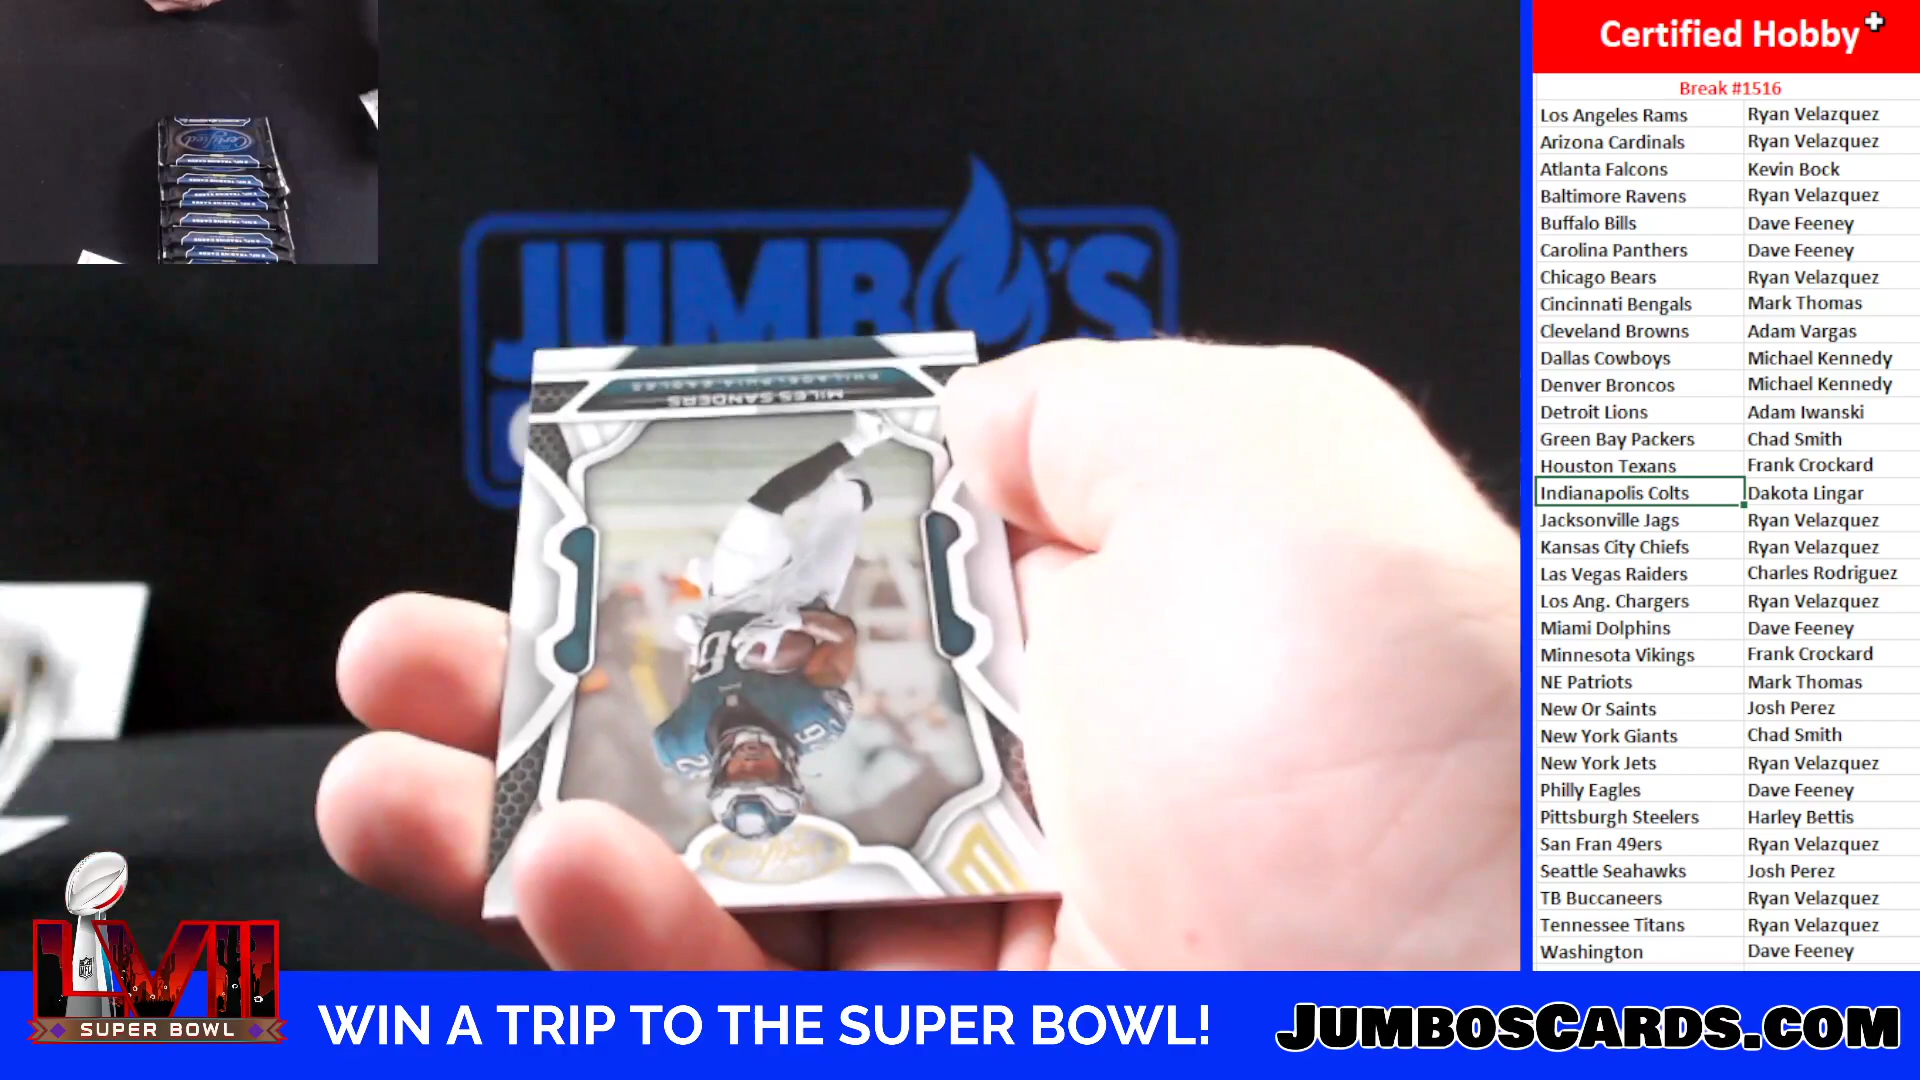 Certified Hobby
Break #1516
Los Angeles Rams Ryan Velazquez
Arizona Cardinals Ryan Velazquez
Atlanta Falcons Kevin Bock
Baltimore Ravens Ryan Velazquez
Buffalo Bills Dave Feeney
Carolina Panthers Dave Feeney
Chicago Bears Ryan Velazquez
Cincinnati Bengals Mark Thomas
Cleveland Browns Adam Vargas
Dallas Cowboys Michael Kennedy
Denver Broncos Michael Kennedy
Detroit Lions Adam Iwanski
Green Bay Packers Chad Smith
Houston Texans Frank Crockard
Indianapolis Colts Dakota Lingar
Jacksonville Jags Ryan Velazquez
Kansas City Chiefs Ryan Velazquez
Las Vegas Raiders Charles Rodriguez
Los Ang. Chargers Ryan Velazquez
Miami Dolphins Dave Feeney
Minnesota Vikings Frank Crockard
NE Patriots Mark Thomas
New Or Saints Josh Perez
New York Giants Chad Smith
New York Jets Ryan Velazquez
Philly Eagles Dave Feeney
Pittsburgh Steelers Harley Bettis
San Fran 49ers Ryan Velazquez
Seattle Seahawks Josh Perez
TB Buccaneers Ryan Velazquez
Tennessee Titans Ryan Velazquez
Washington Dave Feeney
Certified
JUMBO'S
PHILADELPHIA EAGLES
MILES SANDERS
26
Certified
LVII
NFL
SUPER BOWL
WIN A TRIP TO THE SUPER BOWL!
JUMBOSCARDS.COM